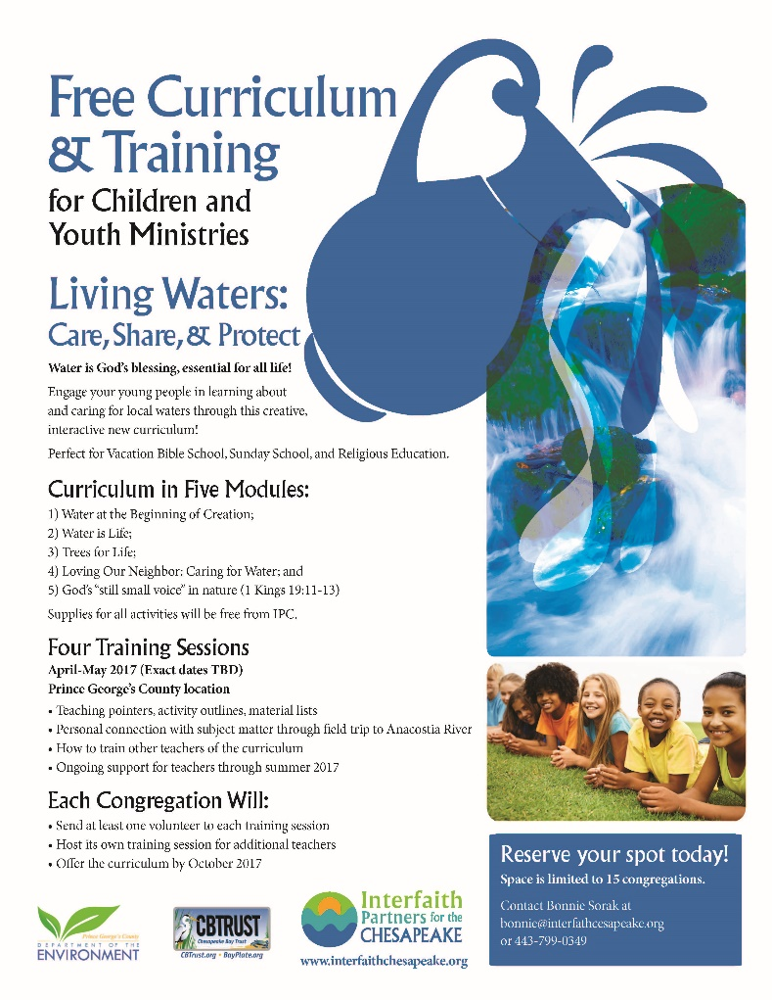 Free Curriculum
& Training
for Children and
Youth Ministries
Living Waters:
Care, Share, & Protect
Water is God's blessing, essential for all life!
Engage your young people in learning about
and caring for local waters through this creative,
interactive new curriculum!
Perfect for Vacation Bible School, Sunday School, and Religious Education.
Curriculum in Five Modules:
1) Water at the Beginning of Creation;
2) Water is Life;
3) Trees for Life;
4) Loving Our Neighbor: Caring for Water; and
5) God's "still small voice" in nature (1 Kings 19:11-13)
Supplies for all activities will be free from IPC.
Four Training Sessions
April-May 2017 (Exact dates TBD)
Prince George's County location
• Teaching pointers, activity outlines, material lists
• Personal connection with subject matter through field trip to Anacostia River
• How to train other teachers of the curriculum
• Ongoing support for teachers through summer 2017
Each Congregation Will:
• Send at least one volunteer to each training session
• Host its own training session for additional teachers
• Offer the curriculum by October 2017
Reserve your spot today!
Space is limited to 15 congregations.
Contact Bonnie Sorak at
bonnie@interfaithcesapeake.org
or 443-799-0349
Prince George's County
DEPARTMENT OF THE
ENVIRONMENT
CBTRUST
Chesapeake Bay Trust
CBTrust.org • BayPlate.org
Interfaith
Partners for the
CHESAPEAKE
www.interfaithchesapeake.org